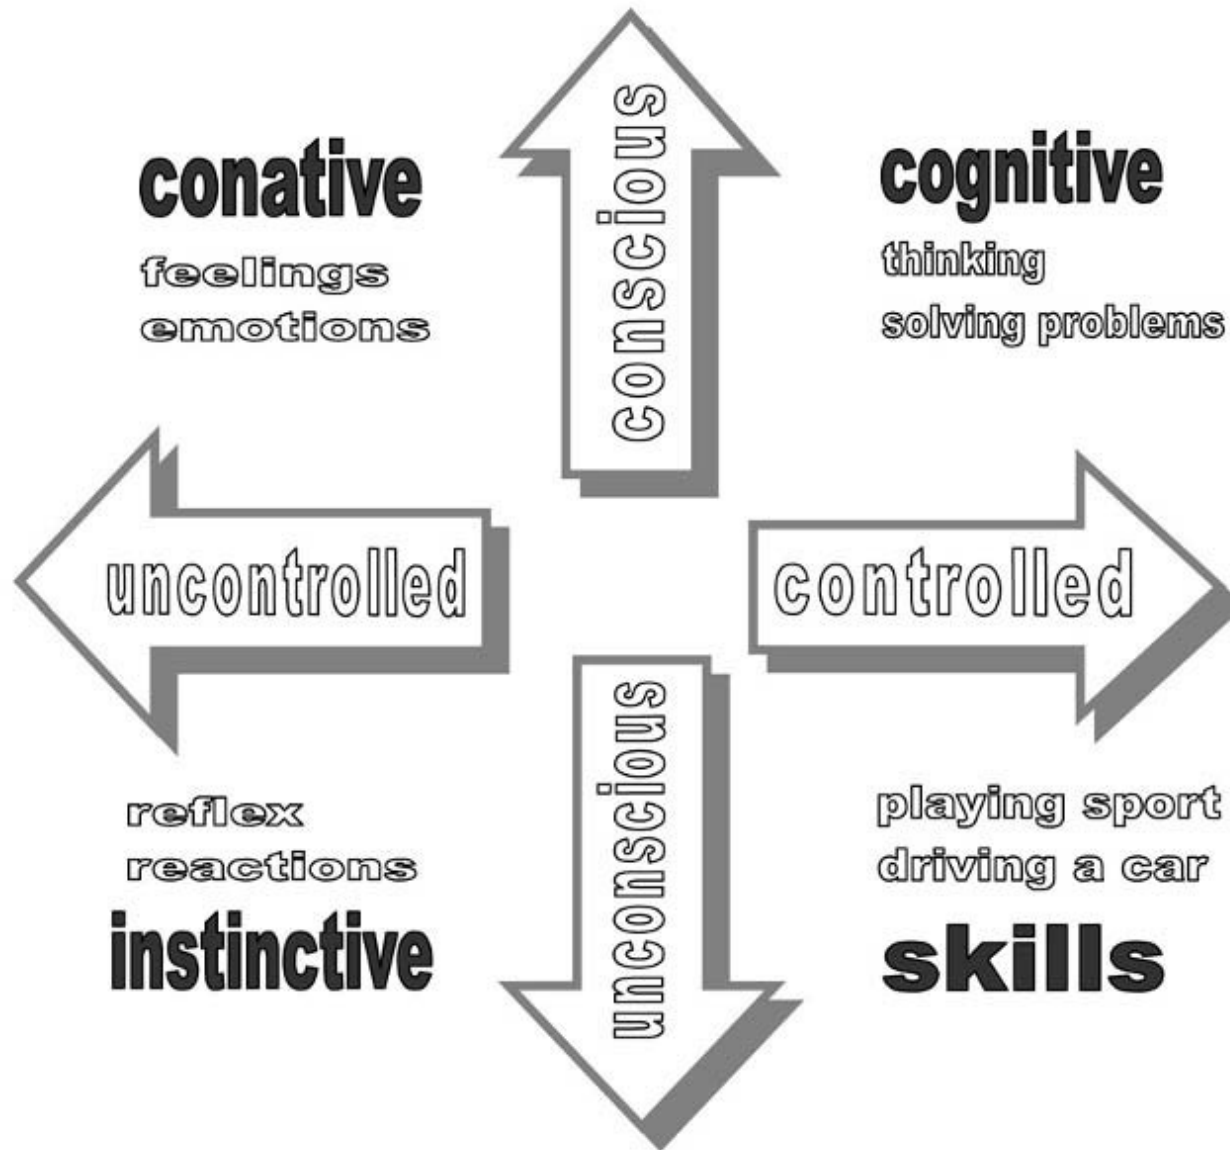 conscious
conative
feelings
emotions
cognitive
thinking
solving problems
uncontrolled
controlled
unconscious
reflex
reactions
instinctive
playing sport
driving a car
skills